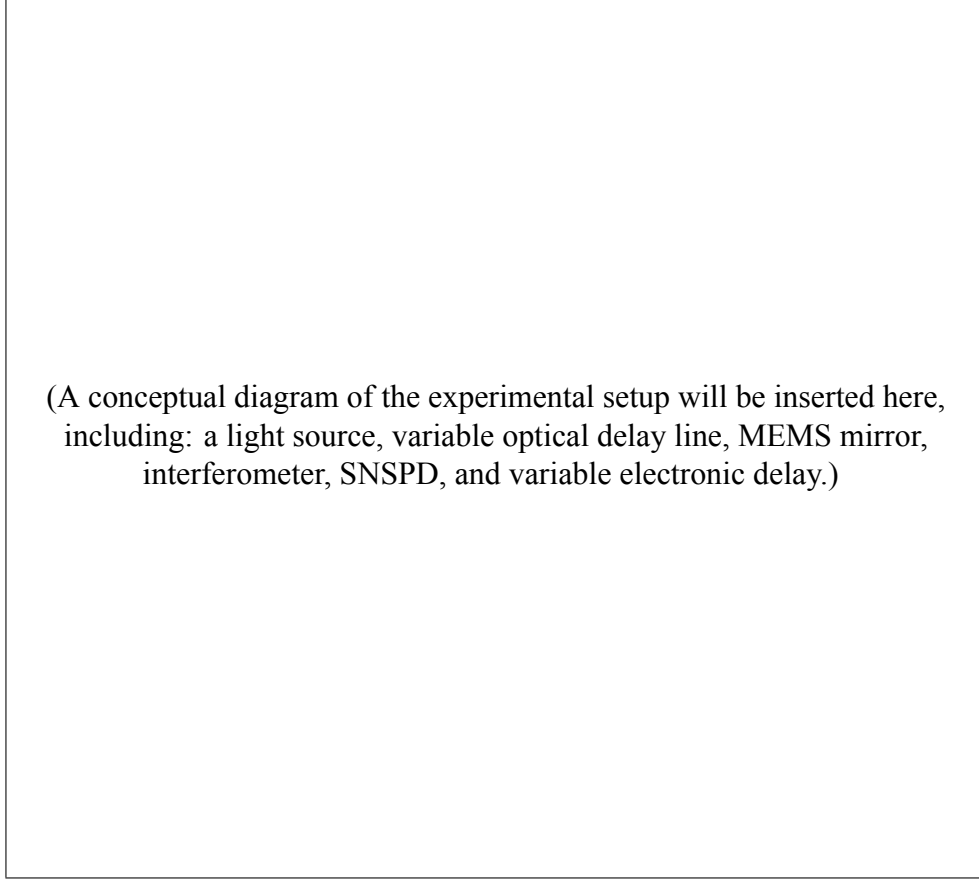 (A conceptual diagram of the experimental setup will be inserted here,
including: a light source, variable optical delay line, MEMS mirror,
interferometer, SNSPD, and variable electronic delay.)